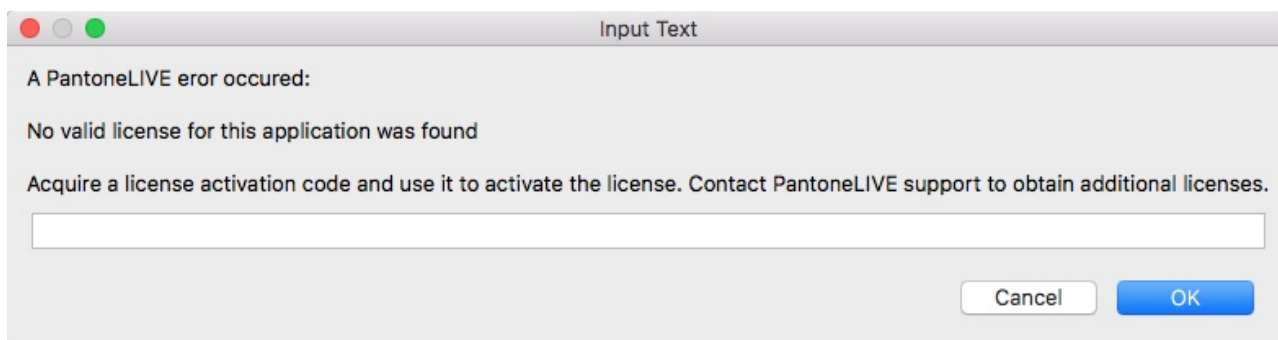 Input Text
A PantoneLIVE eror occured:
No valid license for this application was found
Acquire a license activation code and use it to activate the license. Contact PantoneLIVE support to obtain additional licenses.
Cancel OK